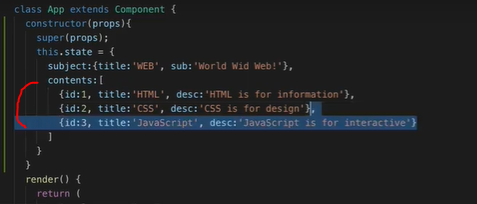 class App extends Component {
constructor(props){
super(props);
this.state = {
subject:{title:'WEB', sub:'World Wid Web!'},
contents:[
{id:1, title:'HTML', desc:'HTML is for information'},
{id:2, title:'CSS', desc:'CSS is for design'},
{id:3, title:'JavaScript', desc:'JavaScript is for interactive'}
]
}
}
render() {
return (